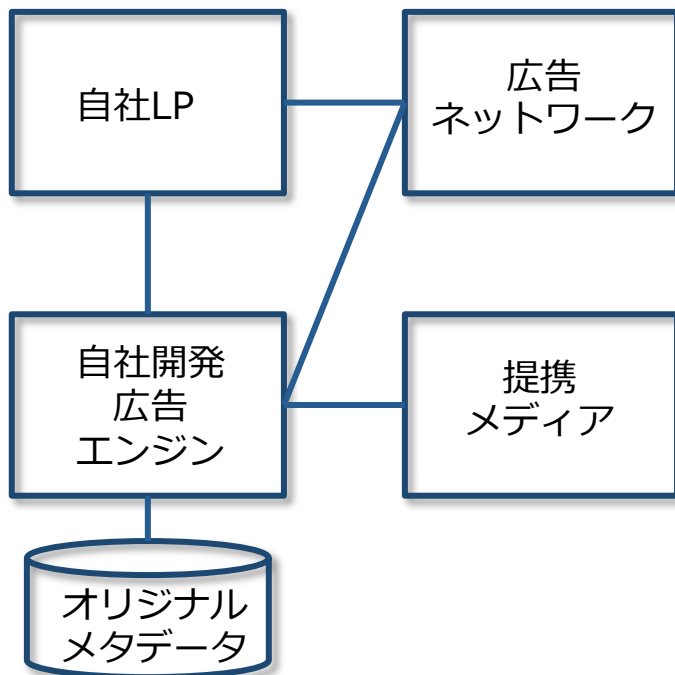 自社LP
広告
ネットワーク
自社開発
広告
エンジン
提携
メディア
オリジナル
メタデータ